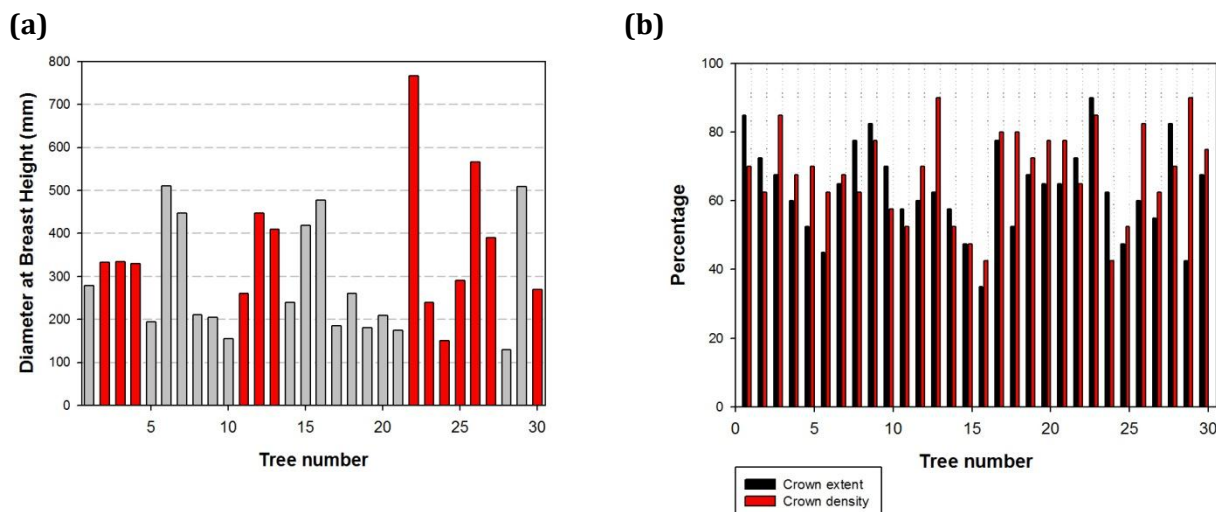 (a)
800
700
600
500
400
300
200
100
0
Diameter at Breast Height (mm)
5 10 15 20 25 30
Tree number
(b)
100
80
60
40
20
0
Percentage
0 5 10 15 20 25 30
Tree number
Crown extent
Crown density